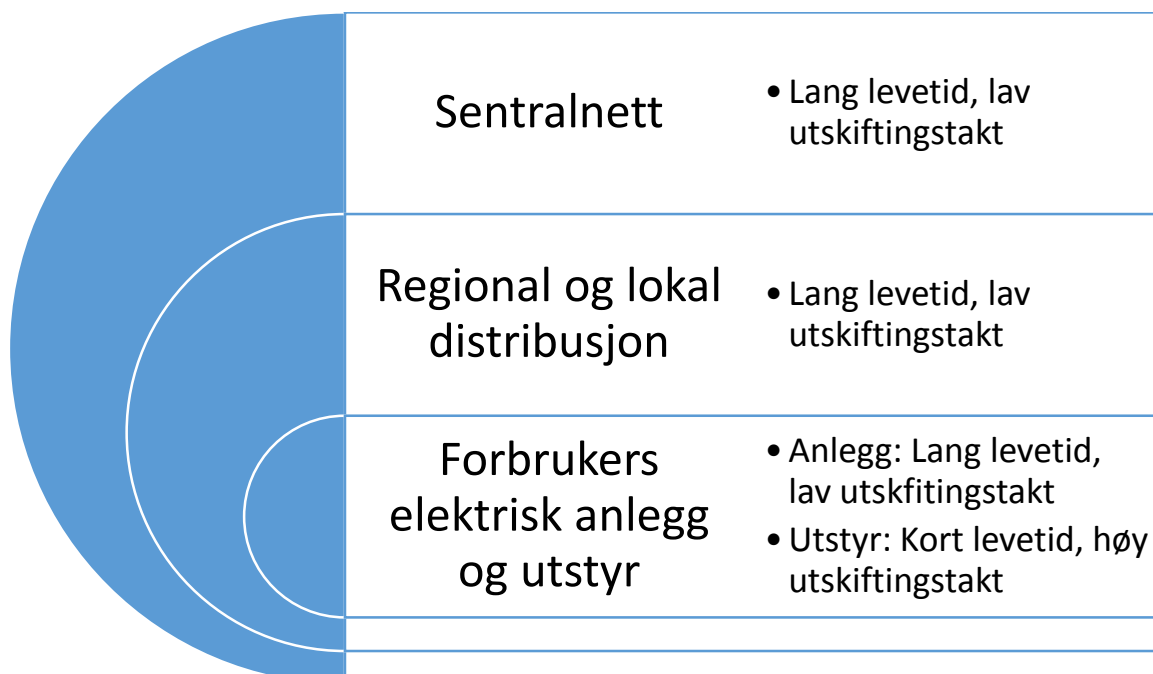 Sentralnett
• Lang levetid, lav
utskiftingstakt
Regional og lokal
distribusjon
• Lang levetid, lav
utskiftingstakt
Forbrukers
elektrisk anlegg
og utstyr
• Anlegg: Lang levetid,
lav utskfitingstakt
• Utstyr: Kort levetid, høy
utskiftingstakt